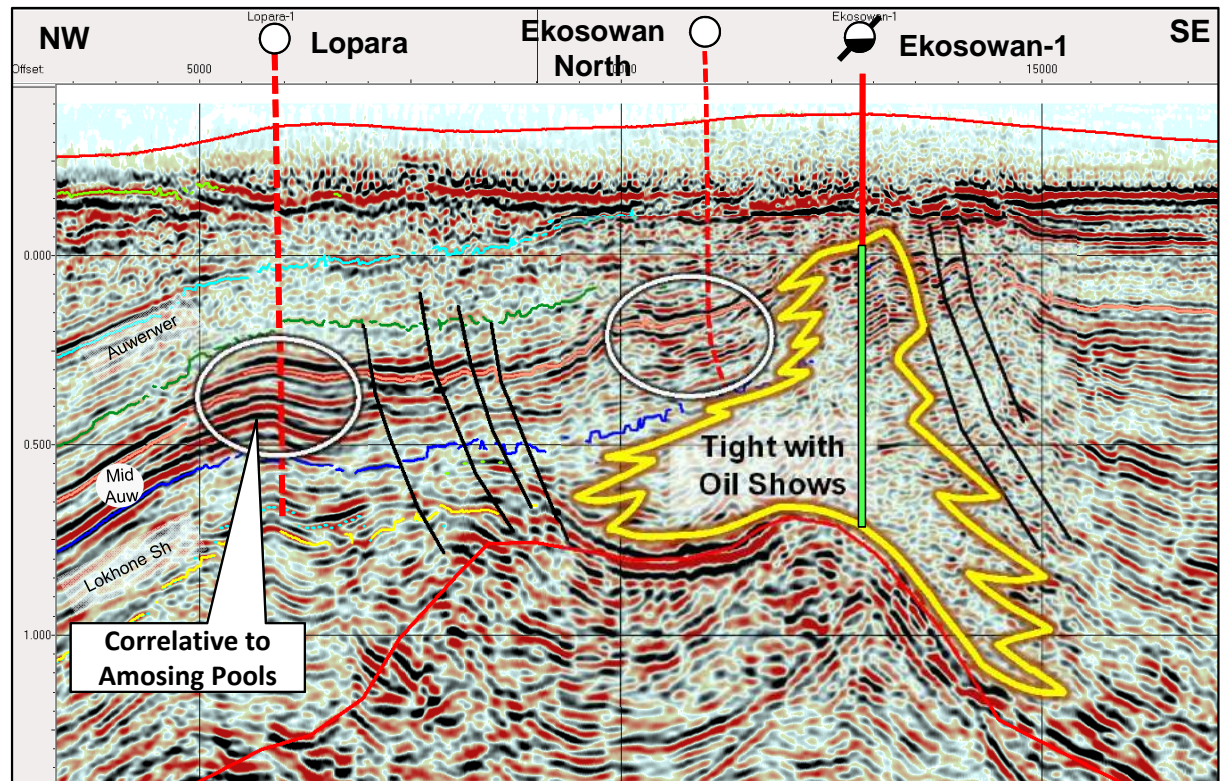 Lopara-1
Ekosowan-1
NW
Lopara
Ekosowan
North
Ekosowan-1
SE
Offset:
5000
15000
0.000
Auwerwer
0.500
Mid
Auw
Tight with
Oil Shows
Lokhone Sh
1.000
Correlative to
Amosing Pools